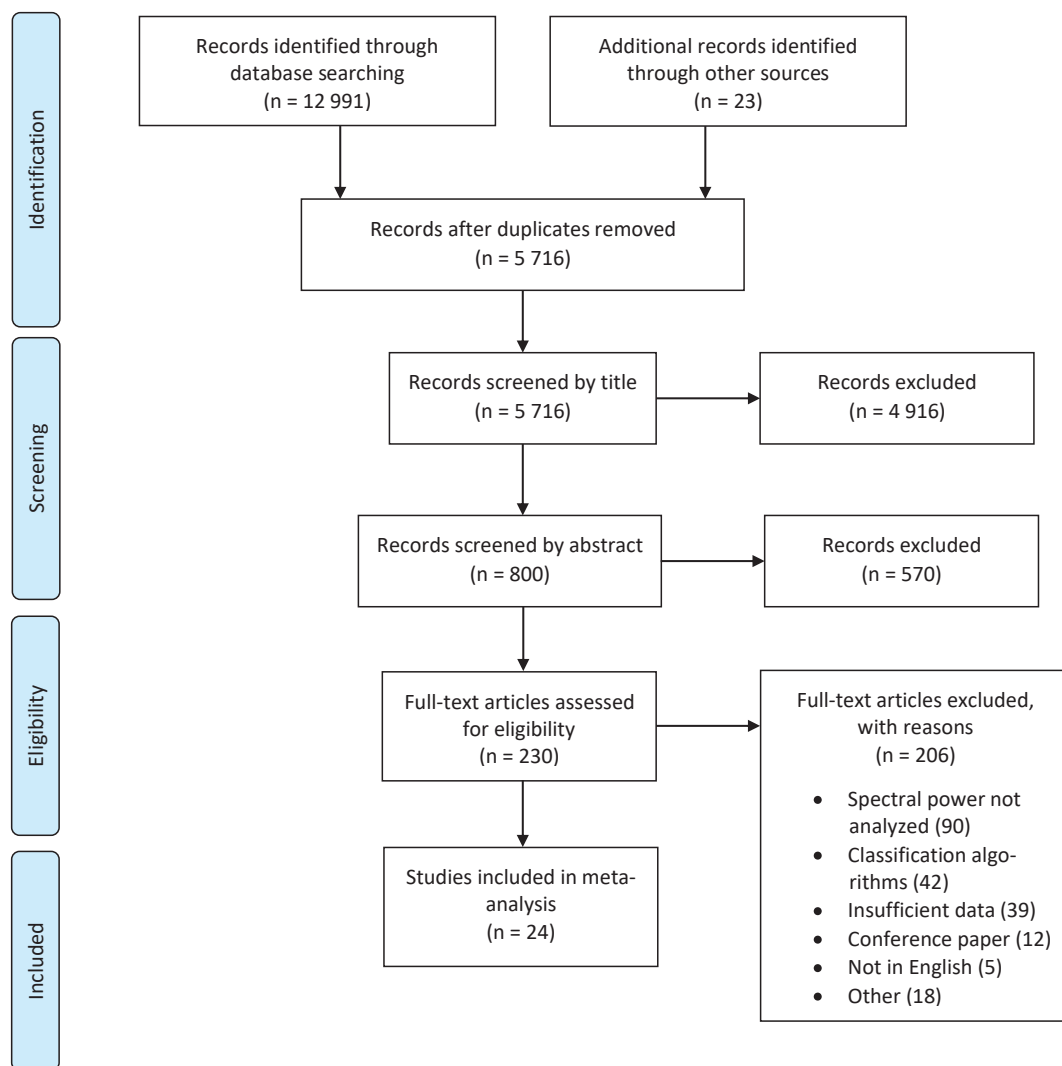 Identification
Records identified through
database searching
(n = 12 991)
Additional records identified
through other sources
(n = 23)
Records after duplicates removed
(n = 5 716)
Screening
Records screened by title
(n = 5 716)
Records excluded
(n = 4 916)
Records screened by abstract
(n = 800)
Records excluded
(n = 570)
Eligibility
Full-text articles assessed
for eligibility
(n = 230)
Full-text articles excluded,
with reasons
(n = 206)
• Spectral power not
analyzed (90)
• Classification algo-
rithms (42)
• Insufficient data (39)
• Conference paper (12)
• Not in English (5)
• Other (18)
Included
Studies included in meta-
analysis
(n = 24)